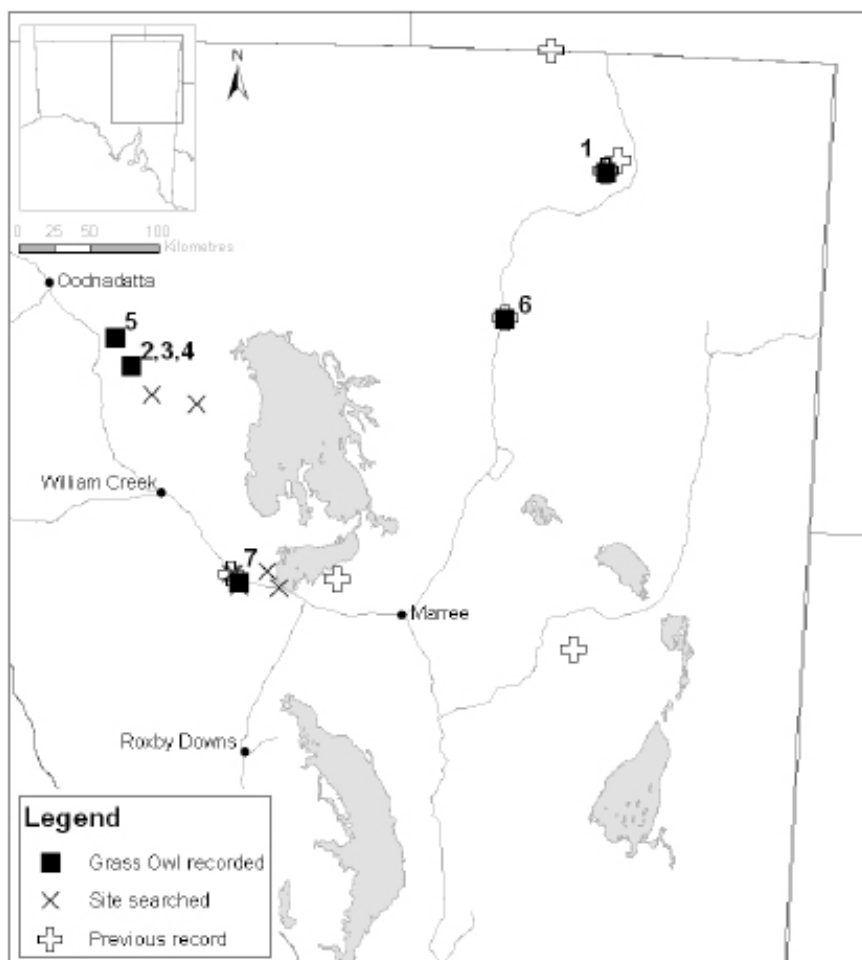 N
1
0 25 50 100
Kilometres
Oodnadatta
6
5
2,3,4
William Creek
7
Marree
Roxby Downs
Legend
Grass Owl recorded
Site searched
Previous record